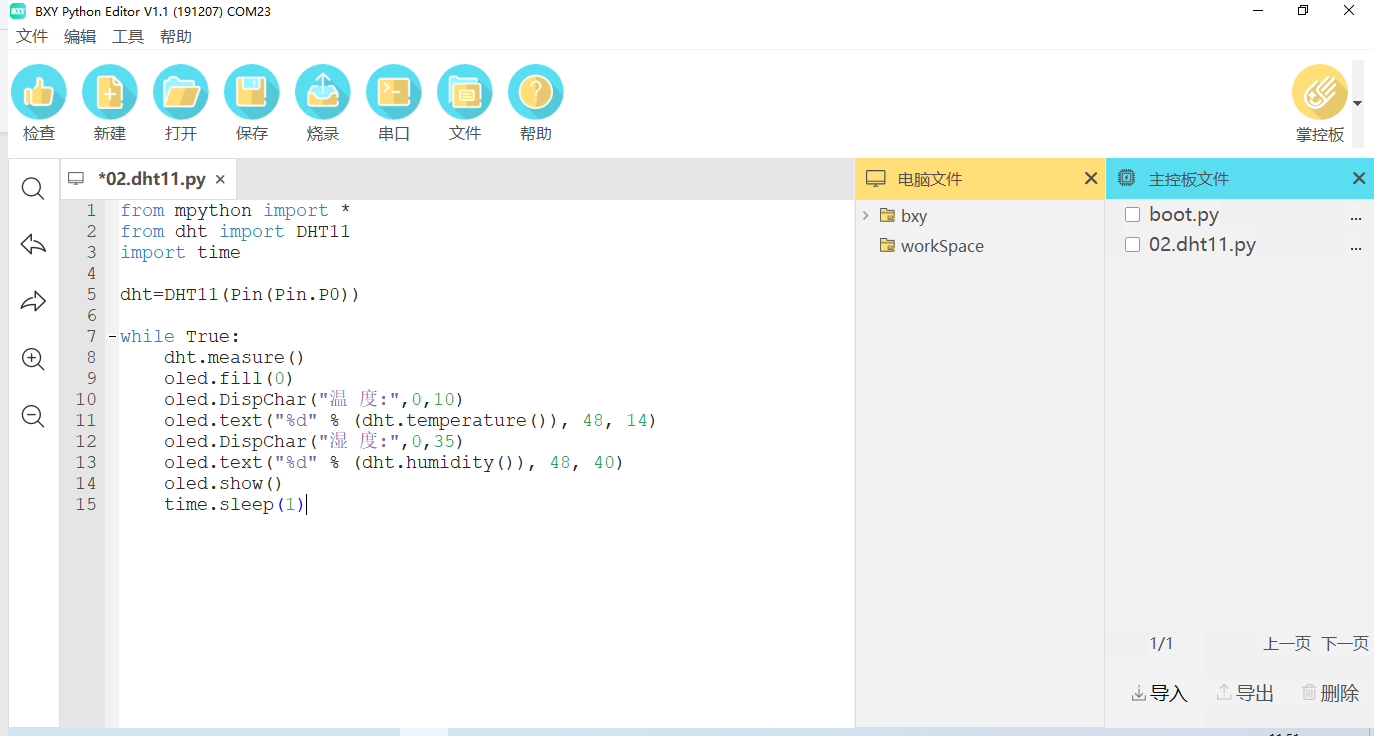 BXY
BXY Python Editor V1.1 (191207) COM23
文件 编辑 工具 帮助
检查 新建 打开 保存 烧录 串口 文件 帮助 掌控板
*02.dht11.py
1 from mpython import *
2 from dht import DHT11
3 import time
4
5 dht=DHT11(Pin(Pin.P0))
6
7 while True:
8 dht.measure()
9 oled.fill(0)
10 oled.DispChar("温 度:",0,10)
11 oled.text("%d" % (dht.temperature()), 48, 14)
12 oled.DispChar("湿 度:",0,35)
13 oled.text("%d" % (dht.humidity()), 48, 40)
14 oled.show()
15 time.sleep(1)
电脑文件
bxy
workSpace
主控板文件
boot.py ...
02.dht11.py ...
1/1 上一页 下一页
导入 导出 删除